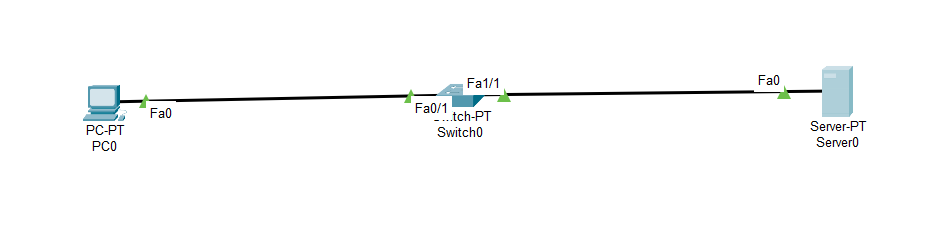 Fa0
PC-PT
PC0
Fa0/1
Fa1/1
Switch0
Fa0
Server-PT
Server0